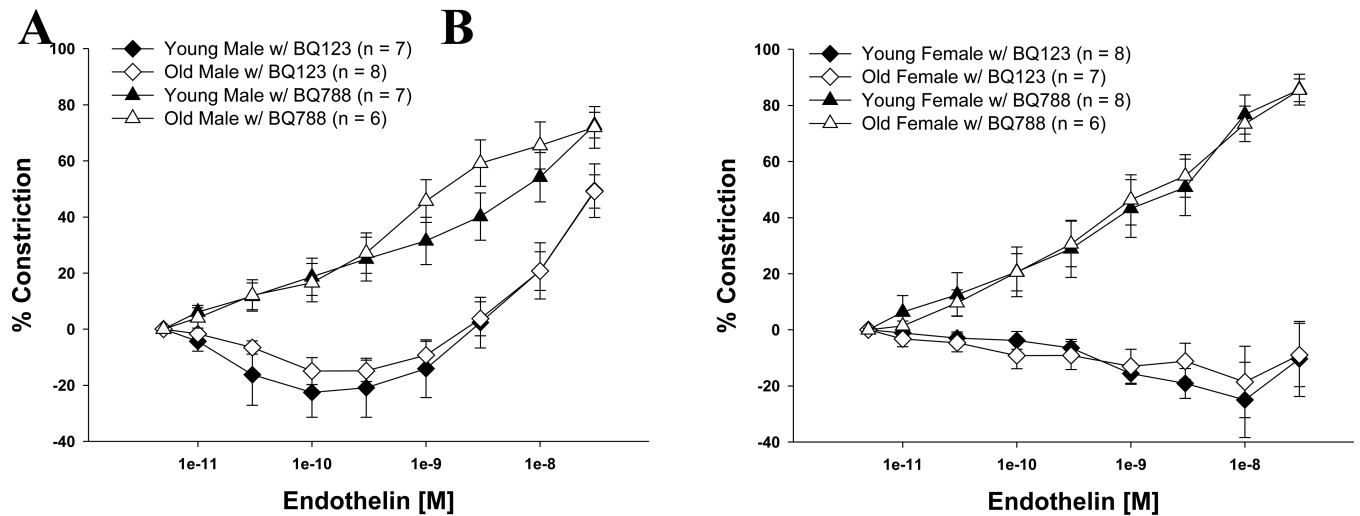 A
B
Young Male w/ BQ123 (n = 7)
Old Male w/ BQ123 (n = 8)
Young Male w/ BQ788 (n = 7)
Old Male w/ BQ788 (n = 6)
% Constriction
100
80
60
40
20
0
-20
-40
1e-11
1e-10
1e-9
1e-8
Endothelin [M]
Young Female w/ BQ123 (n = 8)
Old Female w/ BQ123 (n = 7)
Young Female w/ BQ788 (n = 8)
Old Female w/ BQ788 (n = 6)
% Constriction
100
80
60
40
20
0
-20
-40
1e-11
1e-10
1e-9
1e-8
Endothelin [M]